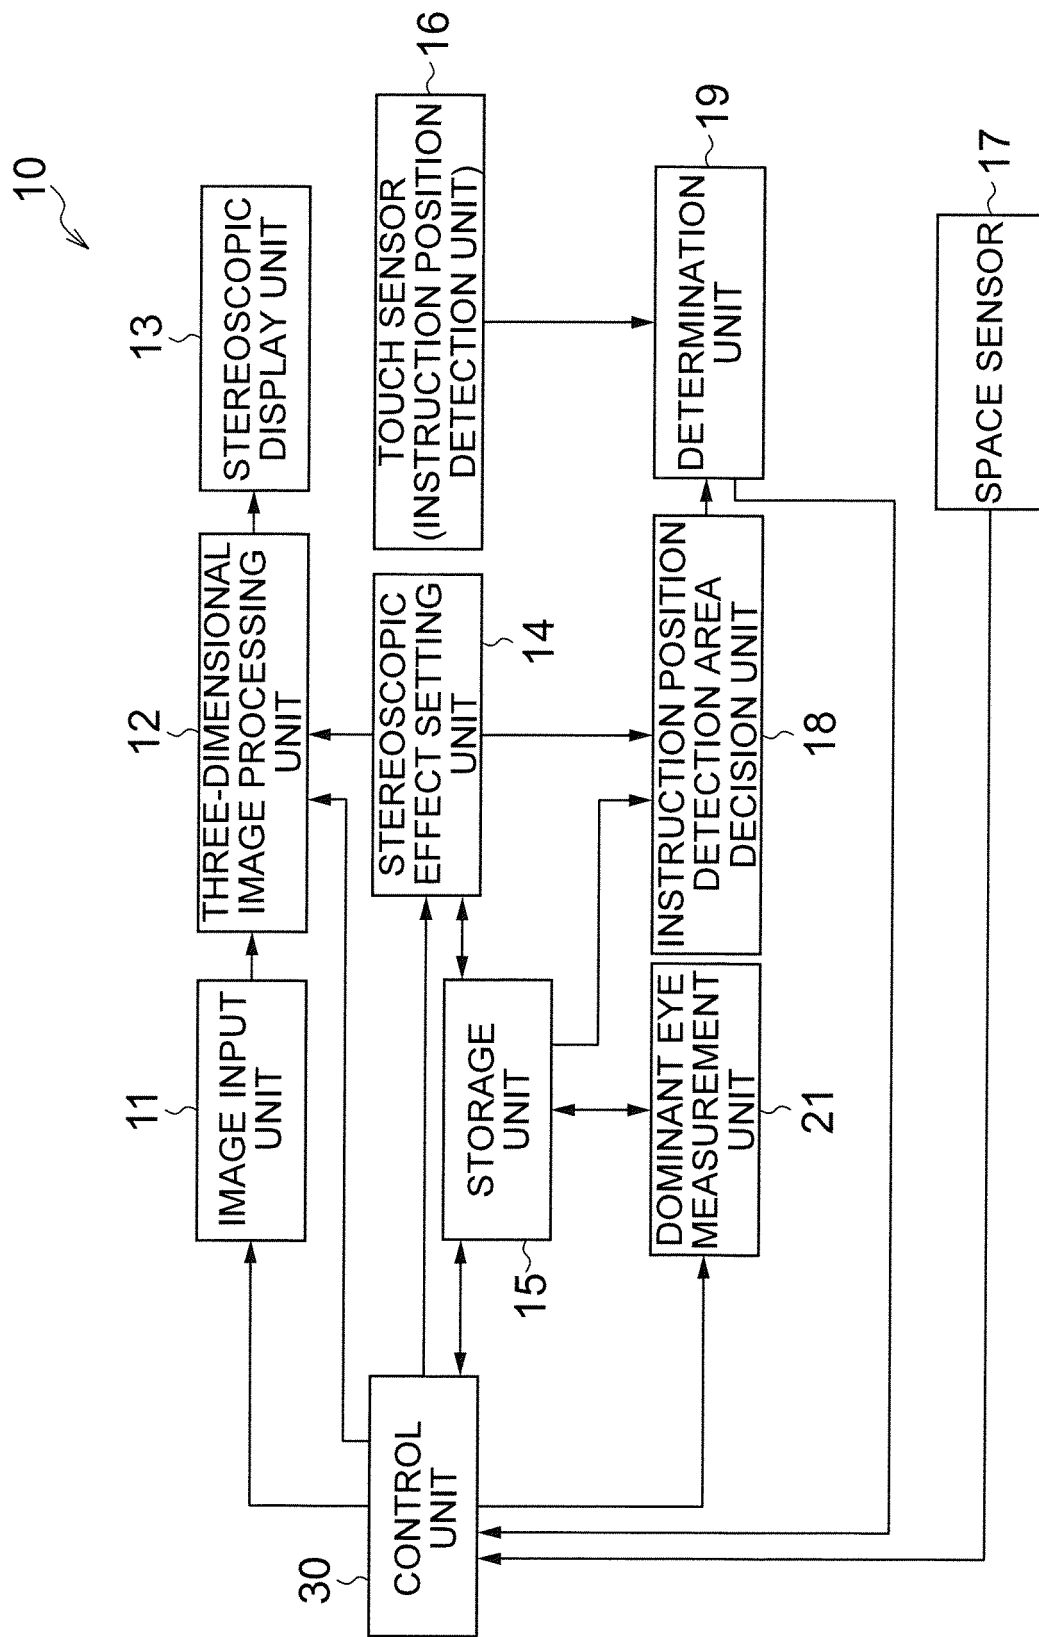 10
11
IMAGE INPUT
UNIT
12
THREE-DIMENSIONAL
IMAGE PROCESSING
UNIT
13
STEREOSCOPIC
DISPLAY UNIT
30
CONTROL
UNIT
15
STORAGE
UNIT
STEREOSCOPIC
EFFECT SETTING
UNIT
14
TOUCH SENSOR
(INSTRUCTION POSITION
DETECTION UNIT)
16
DOMINANT EYE
MEASUREMENT
UNIT
21
INSTRUCTION POSITION
DETECTION AREA
DECISION UNIT
18
DETERMINATION
UNIT
19
SPACE SENSOR
17